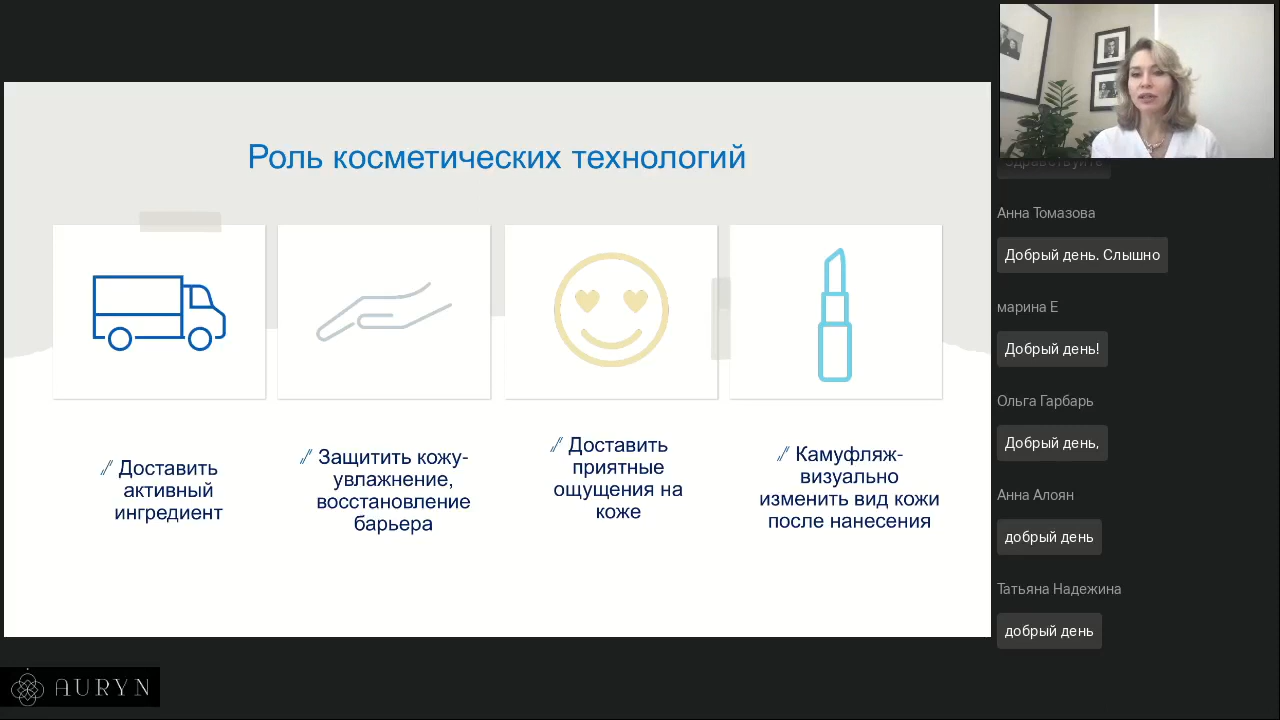 Роль косметических технологий
Доставить
активный
ингредиент
Защитить кожу-
увлажнение,
восстановление
барьера
Доставить
приятные
ощущения на
коже
Камуфляж-
визуально
изменить вид кожи
после нанесения
здравствуйте
Анна Томазова
Добрый день. Слышно
марина Е
Добрый день!
Ольга Гарбарь
Добрый день,
Анна Алоян
добрый день
Татьяна Надежина
добрый день
AURYN